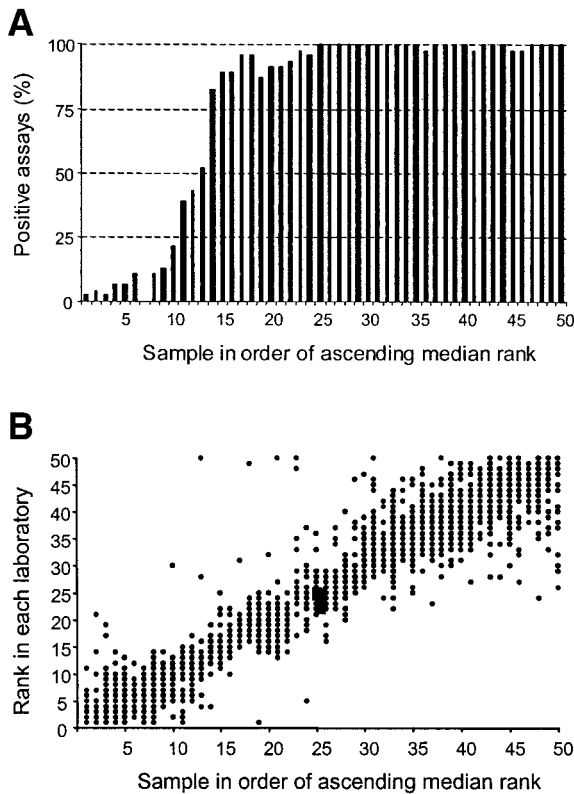 A
Positive assays (%)
100
75
50
25
0
5 10 15 20 25 30 35 40 45 50
Sample in order of ascending median rank
B
Rank in each laboratory
50
45
40
35
30
25
20
15
10
5
0
5 10 15 20 25 30 35 40 45 50
Sample in order of ascending median rank